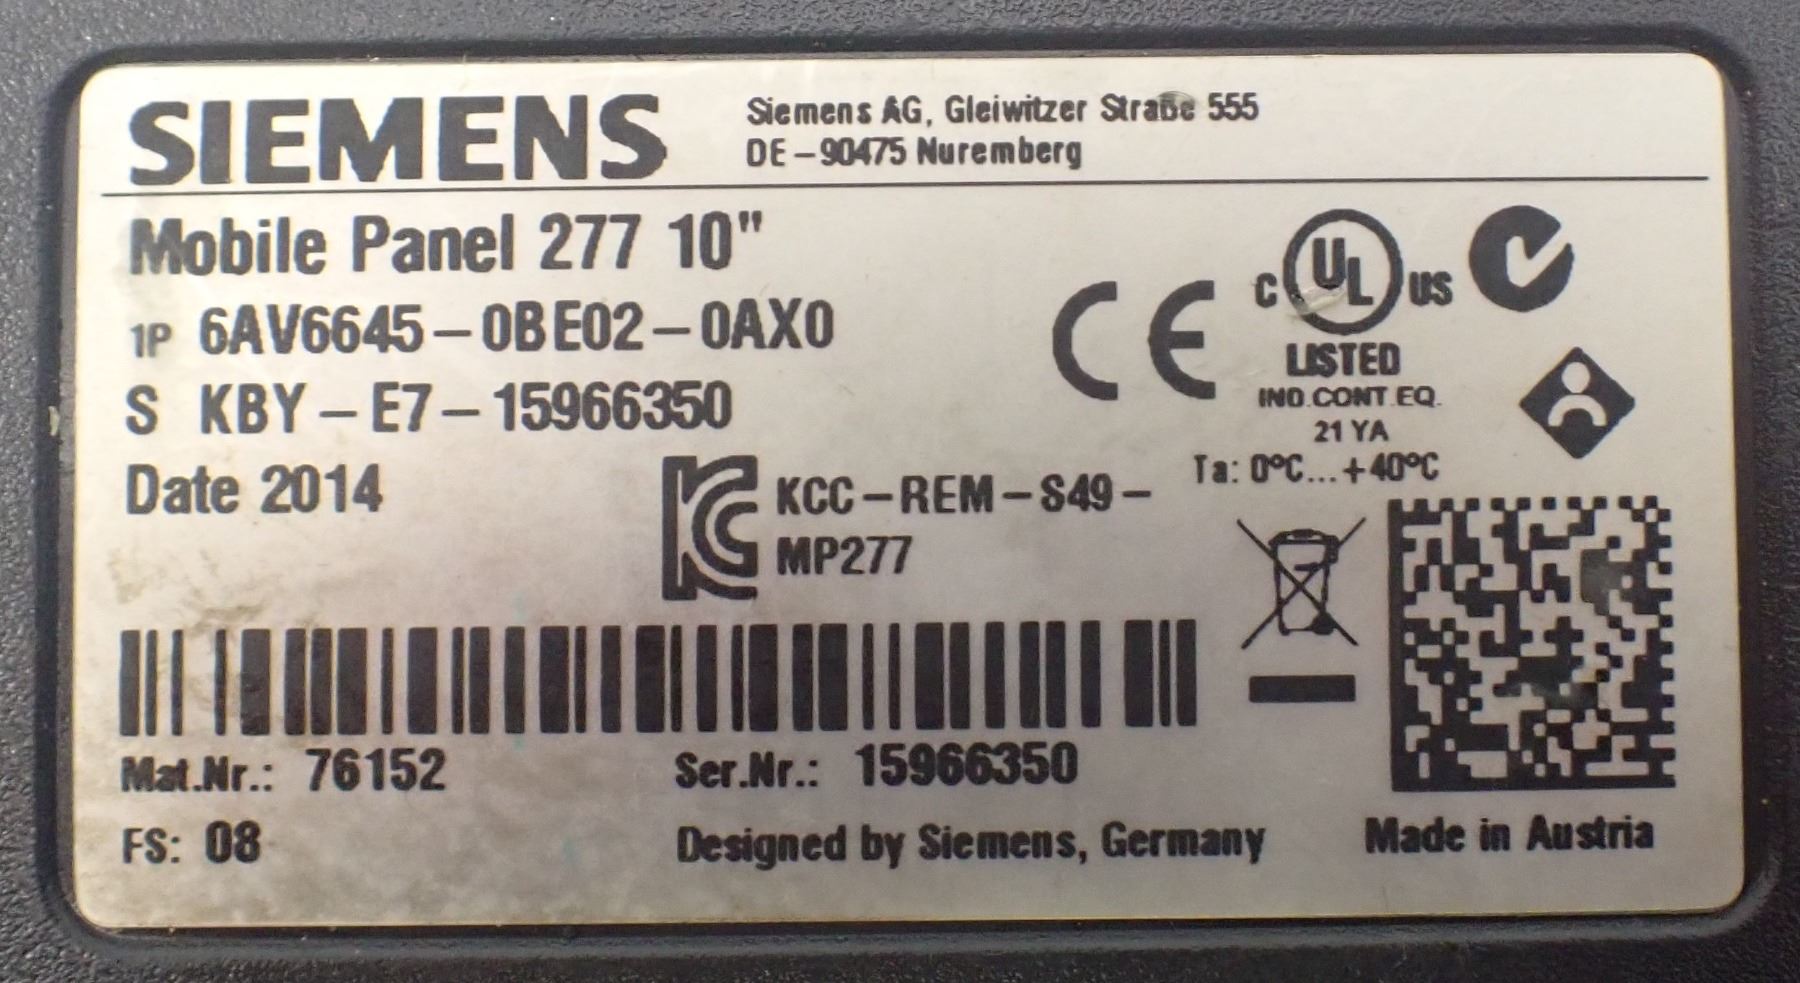 SIEMENS
Siemens AG, Gleiwitzer Straße 555
DE-90475 Nuremberg
Mobile Panel 277 10"
1P 6AV6645-0BE02-0AX0
S KBY-E7-15966350
Date 2014
KCC-REM-S49-
MP277
CE
C UL US
LISTED
IND.CONT.EQ.
21 YA
Ta: 0°C...+40°C
Mat.Nr.: 76152
Ser.Nr.: 15966350
FS: 08
Designed by Siemens, Germany
Made in Austria